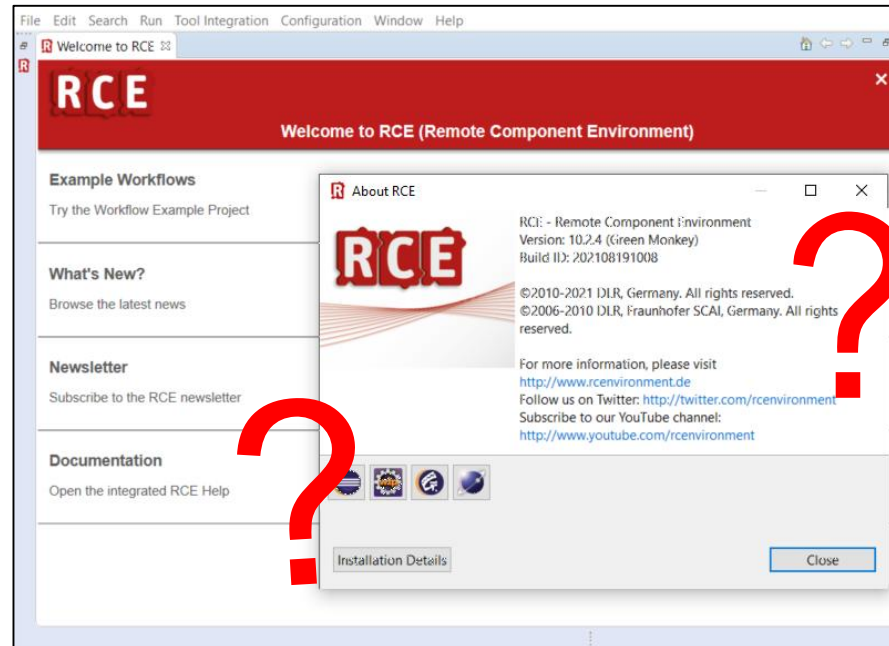 File Edit Search Run Tool Integration Configuration Window Help
Welcome to RCE
RCE
Welcome to RCE (Remote Component Environment)
Example Workflows
Try the Workflow Example Project
What's New?
Browse the latest news
Newsletter
Subscribe to the RCE newsletter
Documentation
Open the integrated RCE Help
About RCE
RCE
RCE - Remote Component Environment
Version: 10.2.4 (Green Monkey)
Build ID: 202108191008
©2010-2021 DLR, Germany. All rights reserved.
©2006-2010 DLR, Fraunhofer SCAI, Germany. All rights
reserved.
For more information, please visit
http://www.rcenvironment.de
Follow us on Twitter: http://twitter.com/rcenvironment
Subscribe to our YouTube channel:
http://www.youtube.com/rcenvironment
Installation Details
Close
?
?